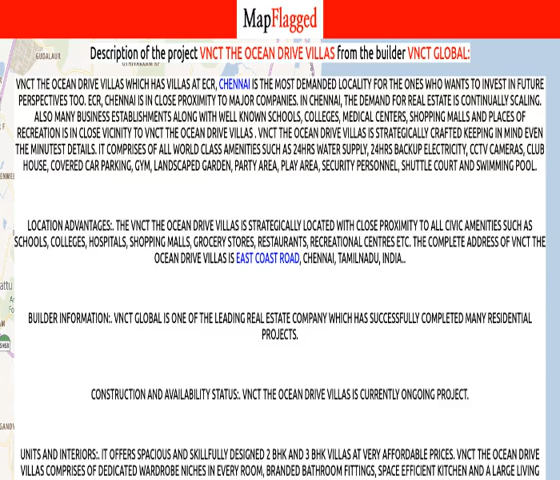 MapFlagged
GUDALAUR
Description of the project VNCT THE OCEAN DRIVE VILLAS from the builder VNCT GLOBAL:
VNCT THE OCEAN DRIVE VILLAS WHICH HAS VILLAS AT ECR, CHENNAI IS THE MOST DEMANDED LOCALITY FOR THE ONES WHO WANTS TO INVEST IN FUTURE
PERSPECTIVES TOO. ECR, CHENNAI IS IN CLOSE PROXIMITY TO MAJOR COMPANIES. IN CHENNAI, THE DEMAND FOR REAL ESTATE IS CONTINUALLY SCALING.
ALSO MANY BUSINESS ESTABLISHMENTS ALONG WITH WELL KNOWN SCHOOLS, COLLEGES, MEDICAL CENTERS, SHOPPING MALLS AND PLACES OF
RECREATION IS IN CLOSE VICINITY TO VNCT THE OCEAN DRIVE VILLAS . VNCT THE OCEAN DRIVE VILLAS IS STRATEGICALLY CRAFTED KEEPING IN MIND EVEN
THE MINUTEST DETAILS. IT COMPRISES OF ALL WORLD CLASS AMENITIES SUCH AS 24HRS WATER SUPPLY, 24HRS BACKUP ELECTRICITY, CCTV CAMERAS, CLUB
HOUSE, COVERED CAR PARKING, GYM, LANDSCAPED GARDEN, PARTY AREA, PLAY AREA, SECURITY PERSONNEL, SHUTTLE COURT AND SWIMMING POOL.
LOCATION ADVANTAGES:. THE VNCT THE OCEAN DRIVE VILLAS IS STRATEGICALLY LOCATED WITH CLOSE PROXIMITY TO ALL CIVIC AMENITIES SUCH AS
SCHOOLS, COLLEGES, HOSPITALS, SHOPPING MALLS, GROCERY STORES, RESTAURANTS, RECREATIONAL CENTRES ETC. THE COMPLETE ADDRESS OF VNCT THE
OCEAN DRIVE VILLAS IS EAST COAST ROAD, CHENNAI, TAMILNADU, INDIA..
BUILDER INFORMATION:. VNCT GLOBAL IS ONE OF THE LEADING REAL ESTATE COMPANY WHICH HAS SUCCESSFULLY COMPLETED MANY RESIDENTIAL
PROJECTS.
CONSTRUCTION AND AVAILABILITY STATUS:. VNCT THE OCEAN DRIVE VILLAS IS CURRENTLY ONGOING PROJECT.
UNITS AND INTERIORS:. IT OFFERS SPACIOUS AND SKILLFULLY DESIGNED 2 BHK AND 3 BHK VILLAS AT VERY AFFORDABLE PRICES. VNCT THE OCEAN DRIVE
VILLAS COMPRISES OF DEDICATED WARDROBE NICHES IN EVERY ROOM, BRANDED BATHROOM FITTINGS, SPACE EFFICIENT KITCHEN AND A LARGE LIVING